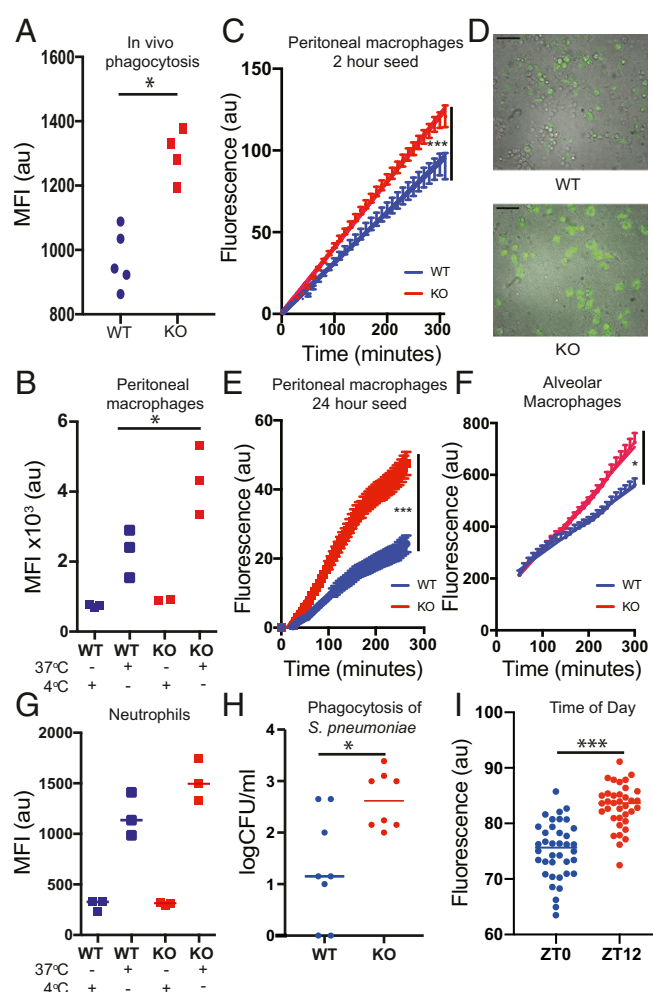 A
In vivo
phagocytosis
*
MFI (au)
1600
1400
1200
1000
800
WT
KO
C
Peritoneal macrophages
2 hour seed
Fluorescence (au)
150
100
50
0
***
WT
KO
0
100
200
300
Time (minutes)
D
WT
KO
B
Peritoneal
macrophages
*
MFI x10³ (au)
6
4
2
0
WT WT KO KO
37ºC - + - +
4ºC + - + -
E
Peritoneal macrophages
24 hour seed
Fluorescence (au)
60
40
20
0
***
WT
KO
0
100
200
300
Time (minutes)
F
Alveolar
Macrophages
Fluorescence (au)
800
600
400
200
0
*
WT
KO
0
100
200
300
Time (minutes)
G
Neutrophils
MFI (au)
2000
1500
1000
500
0
WT WT KO KO
37ºC - + - +
4ºC + - + -
H
Phagocytosis of
S. pneumoniae
*
logCFU/ml
4
3
2
1
0
WT
KO
I
Time of Day
***
Fluorescence (au)
90
80
70
60
ZT0
ZT12